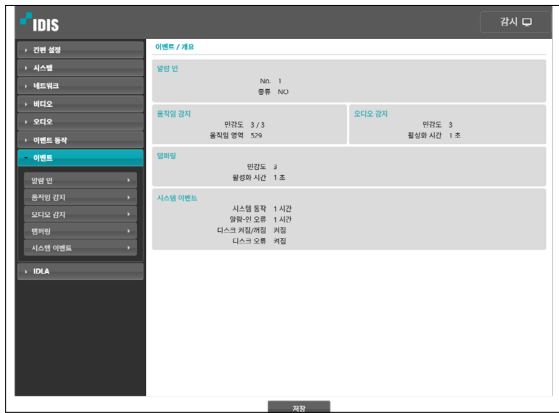 IDIS
감시
간편 설정
시스템
네트워크
비디오
오디오
이벤트 동작
이벤트
알람 인
움직임 감지
오디오 감지
탬퍼링
시스템 이벤트
IDLA
이벤트 / 개요
알람 인
No. 1
종류 NO
움직임 감지
민감도 3 / 3
움직임 영역 529
오디오 감지
민감도 3
활성화 시간 1 초
탬퍼링
민감도 3
활성화 시간 1 초
시스템 이벤트
시스템 동작 1 시간
알람-인 오류 1 시간
디스크 켜짐/꺼짐 켜짐
디스크 오류 켜짐
저장